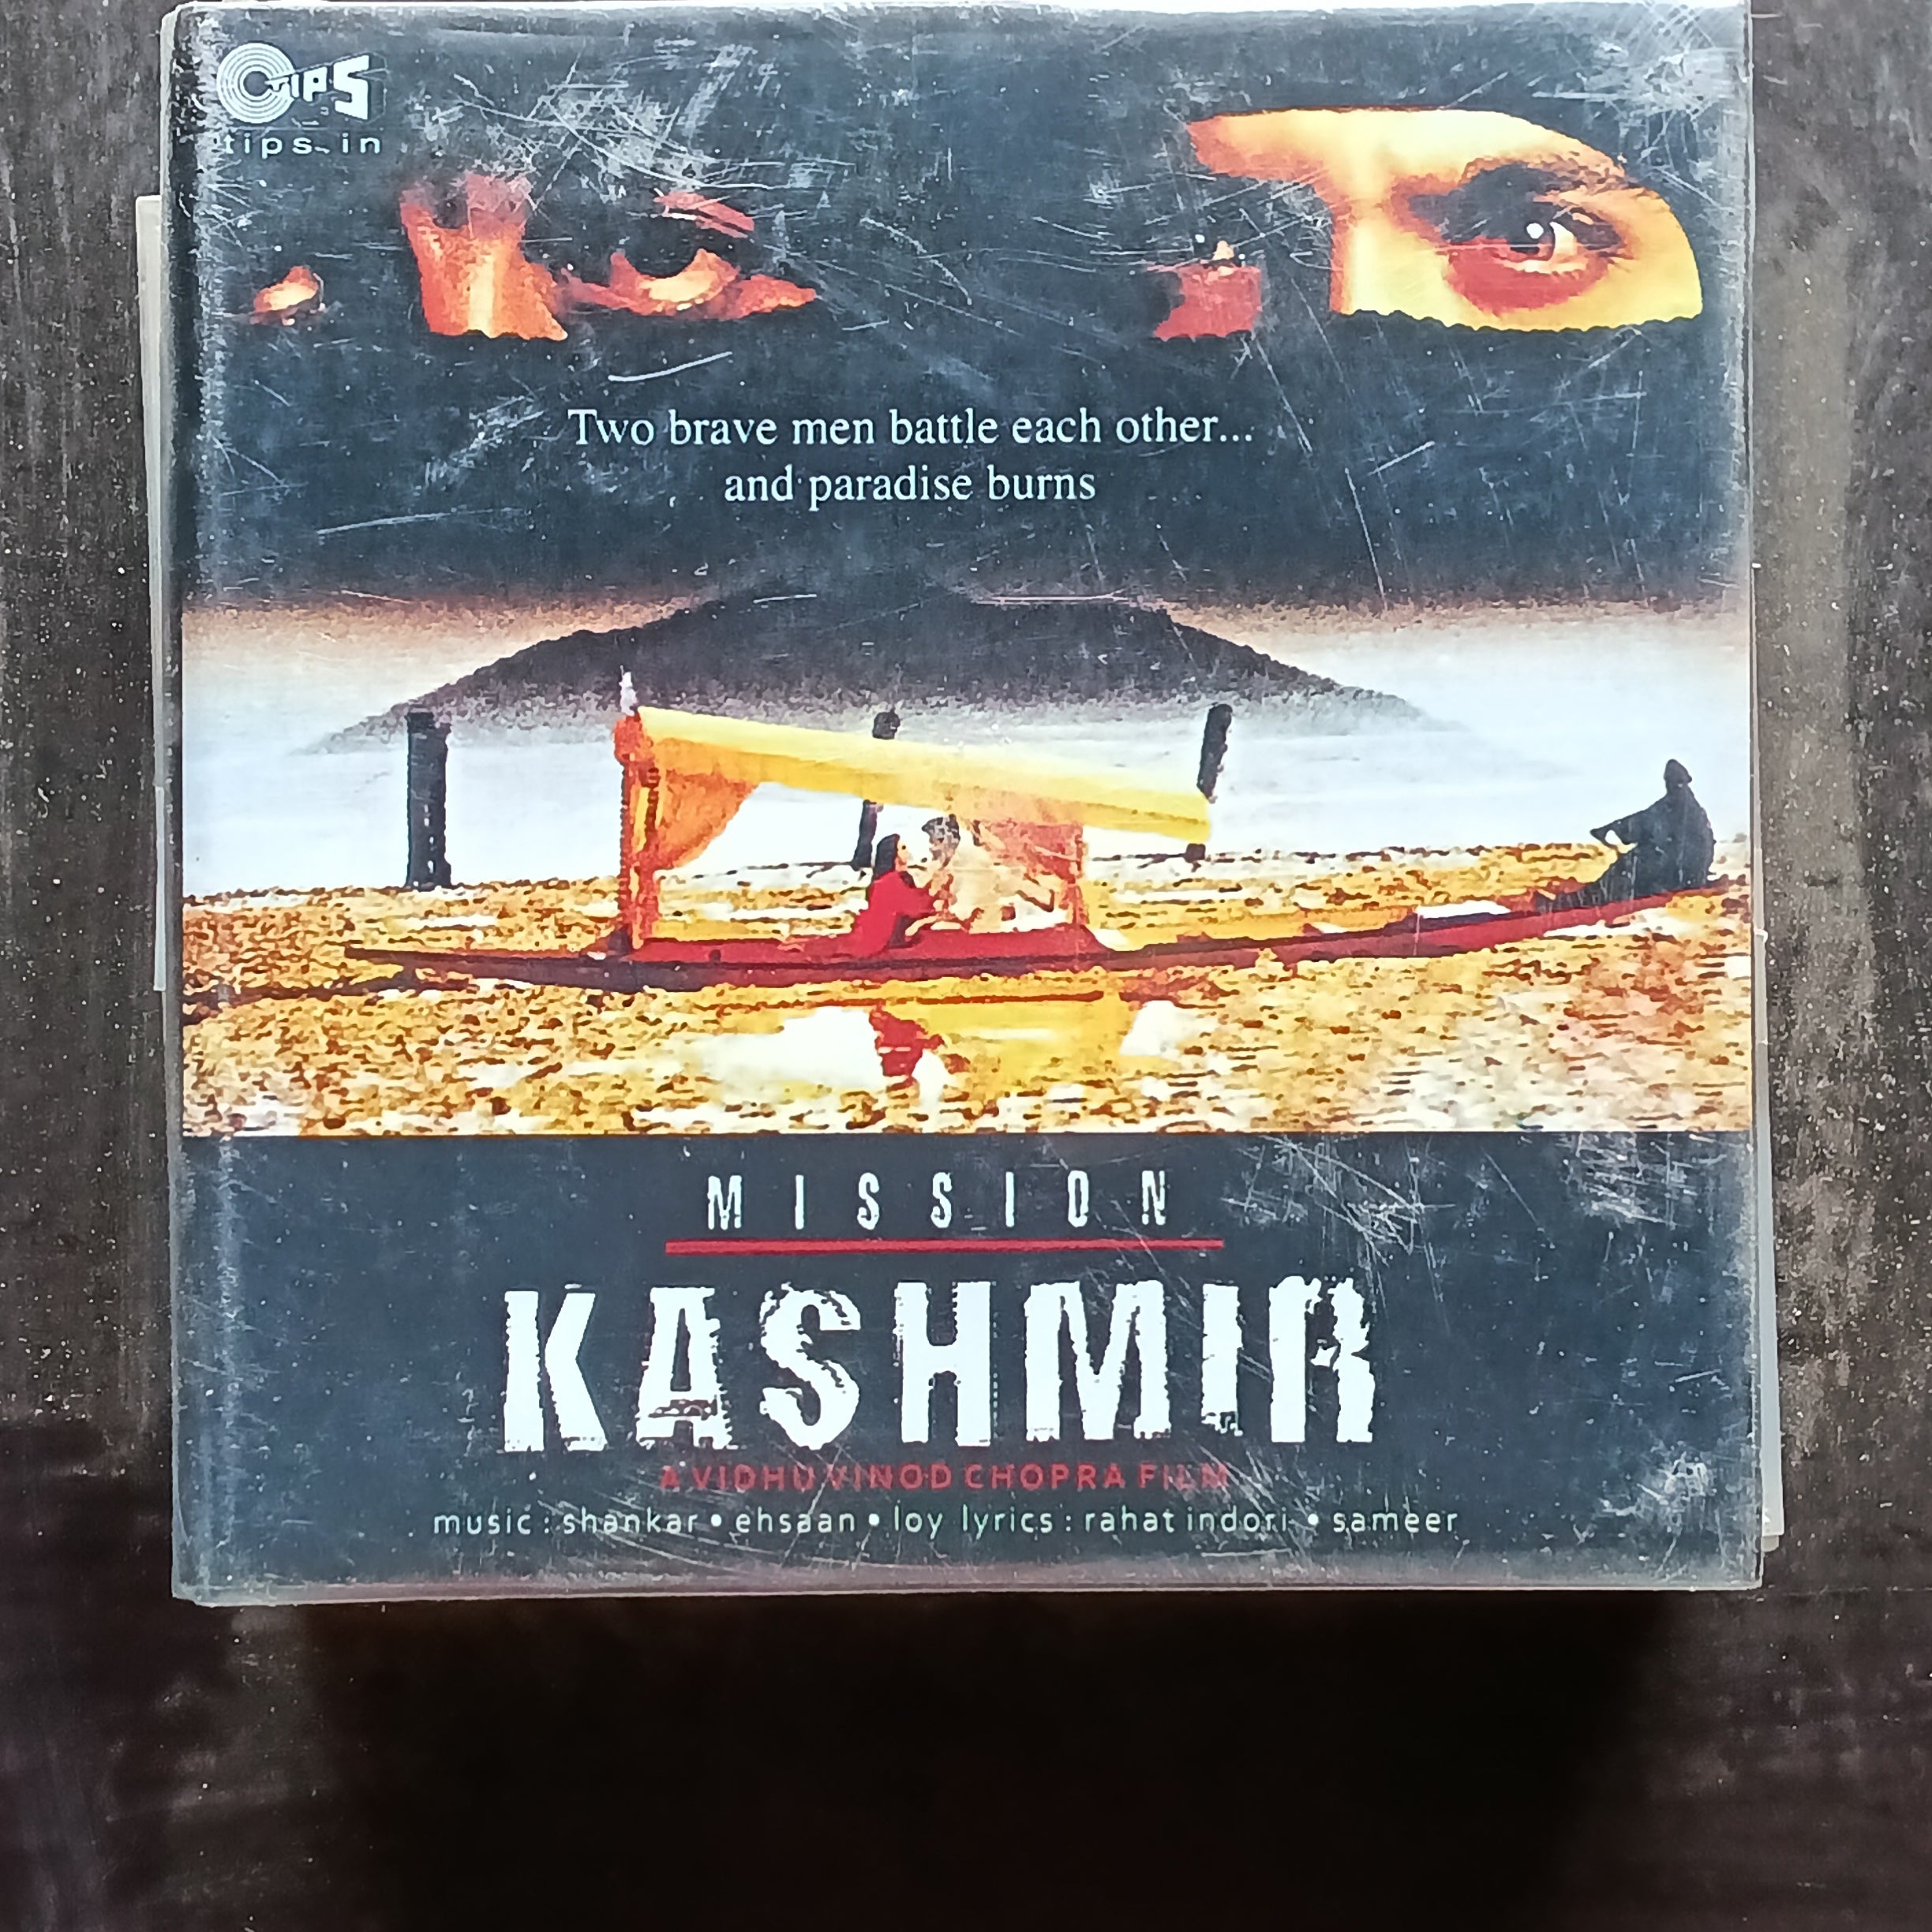 TIPS
tips.in
Two brave men battle each other...
and paradise burns
MISSION
KASHMIR
A VIDHU VINOD CHOPRA FILM
music : shankar • ehsaan • loy lyrics : rahat indori • sameer